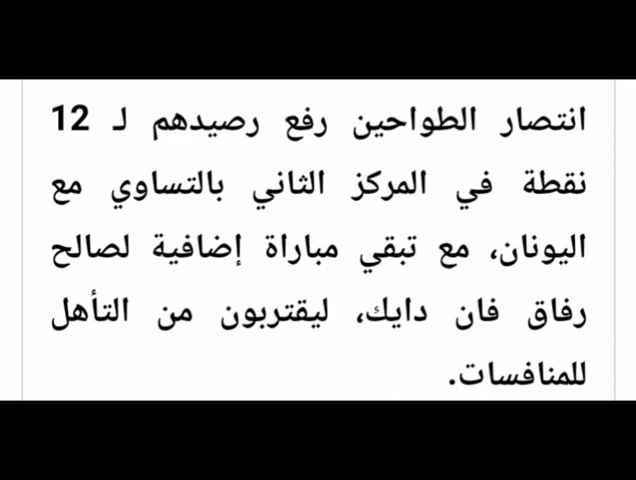 انتصار الطواحين رفع رصيدهم لـ 12
نقطة في المركز الثاني بالتساوي مع
اليونان، مع تبقي مباراة إضافية لصالح
رفاق فان دايك، ليقتربون من التأهل
للمنافسات.